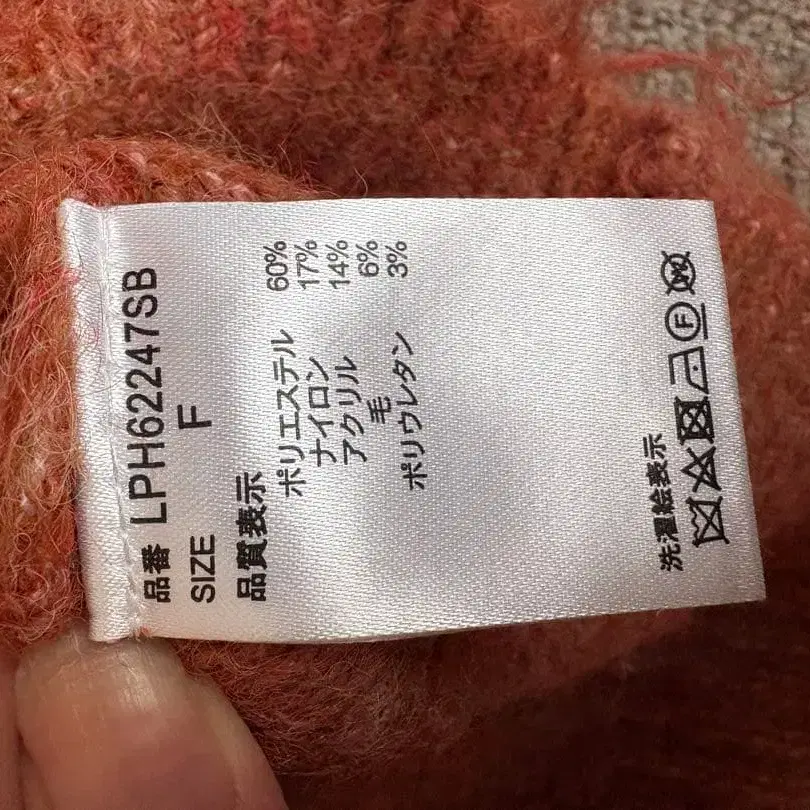 品番 LPH62247SB
SIZE F
品質表示
ポリエステル 60%
ナイロン 17%
アクリル 14%
毛 6%
ポリウレタン 3%
洗濯絵表示
F W